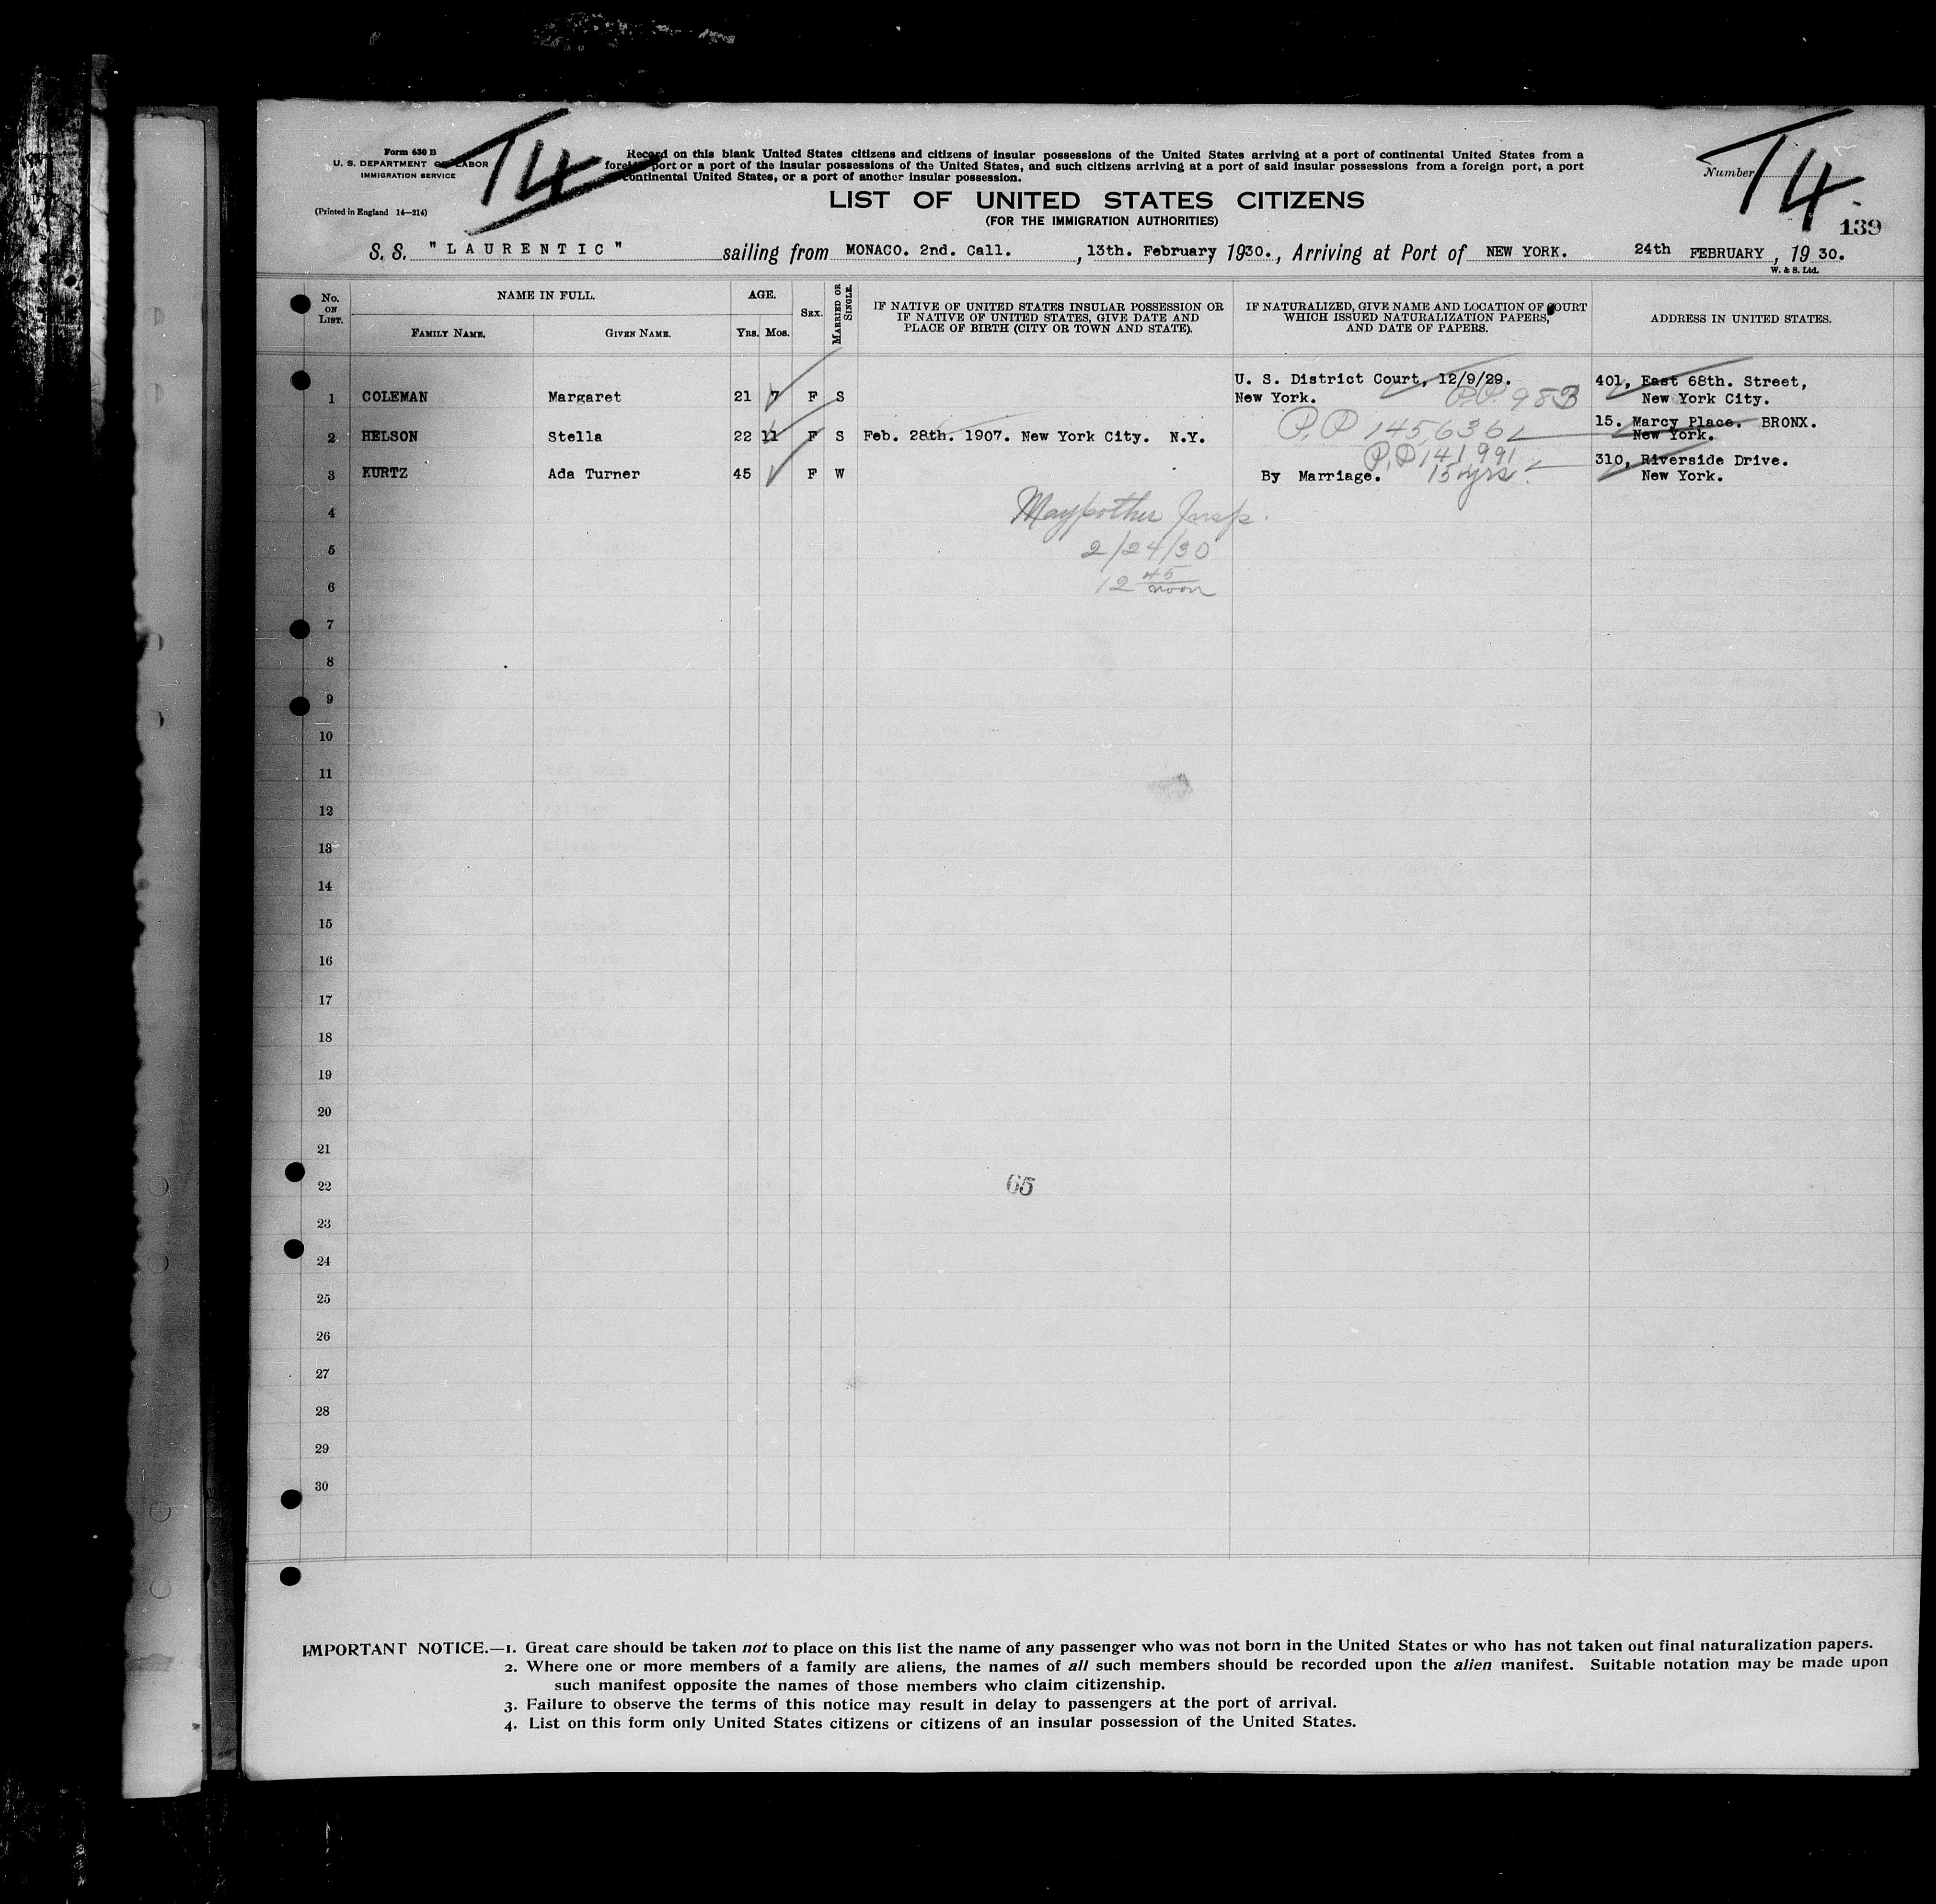 Form 630 B
U. S. DEPARTMENT OF LABOR
IMMIGRATION SERVICE
(Printed in England 14—214)
T4
Record on this blank United States citizens and citizens of insular possessions of the United States arriving at a port of continental United States from a
foreign port or a port of the insular possessions of the United States, and such citizens arriving at a port of said insular possessions from a foreign port, a port
continental United States, or a port of another insular possession.
LIST OF UNITED STATES CITIZENS
(FOR THE IMMIGRATION AUTHORITIES)
Number
T4
139
S. S. "LAURENTIC" sailing from MONACO. 2nd. Call. , 13th. February 1930., Arriving at Port of NEW YORK. 24th FEBRUARY , 19 30.
W. & S. Ltd.
No. ON LIST. NAME IN FULL. AGE. SEX. MARRIED OR SINGLE.
FAMILY NAME. GIVEN NAME. YRS. MOS.
IF NATIVE OF UNITED STATES INSULAR POSSESSION OR
IF NATIVE OF UNITED STATES, GIVE DATE AND
PLACE OF BIRTH (CITY OR TOWN AND STATE).
IF NATURALIZED, GIVE NAME AND LOCATION OF COURT
WHICH ISSUED NATURALIZATION PAPERS,
AND DATE OF PAPERS.
ADDRESS IN UNITED STATES.
1 COLEMAN Margaret 21 7 F S
U. S. District Court, 12/9/29.
New York. P.P. 983
401, East 68th. Street,
New York City.
2 HELSON Stella 22 11 F S Feb. 28th. 1907. New York City. N.Y.
P.P 145636
15. Marcy Place. BRONX.
New York.
3 KURTZ Ada Turner 45 F W
P.P 141991
By Marriage. 15 yrs
310, Riverside Drive.
New York.
4
Maypother Insp.
5
2/24/30
6
12 45 noon
7
8
9
10
11
12
13
14
15
16
17
18
19
20
21
22
65
23
24
25
26
27
28
29
30
IMPORTANT NOTICE.—1. Great care should be taken not to place on this list the name of any passenger who was not born in the United States or who has not taken out final naturalization papers.
2. Where one or more members of a family are aliens, the names of all such members should be recorded upon the alien manifest. Suitable notation may be made upon
such manifest opposite the names of those members who claim citizenship.
3. Failure to observe the terms of this notice may result in delay to passengers at the port of arrival.
4. List on this form only United States citizens or citizens of an insular possession of the United States.